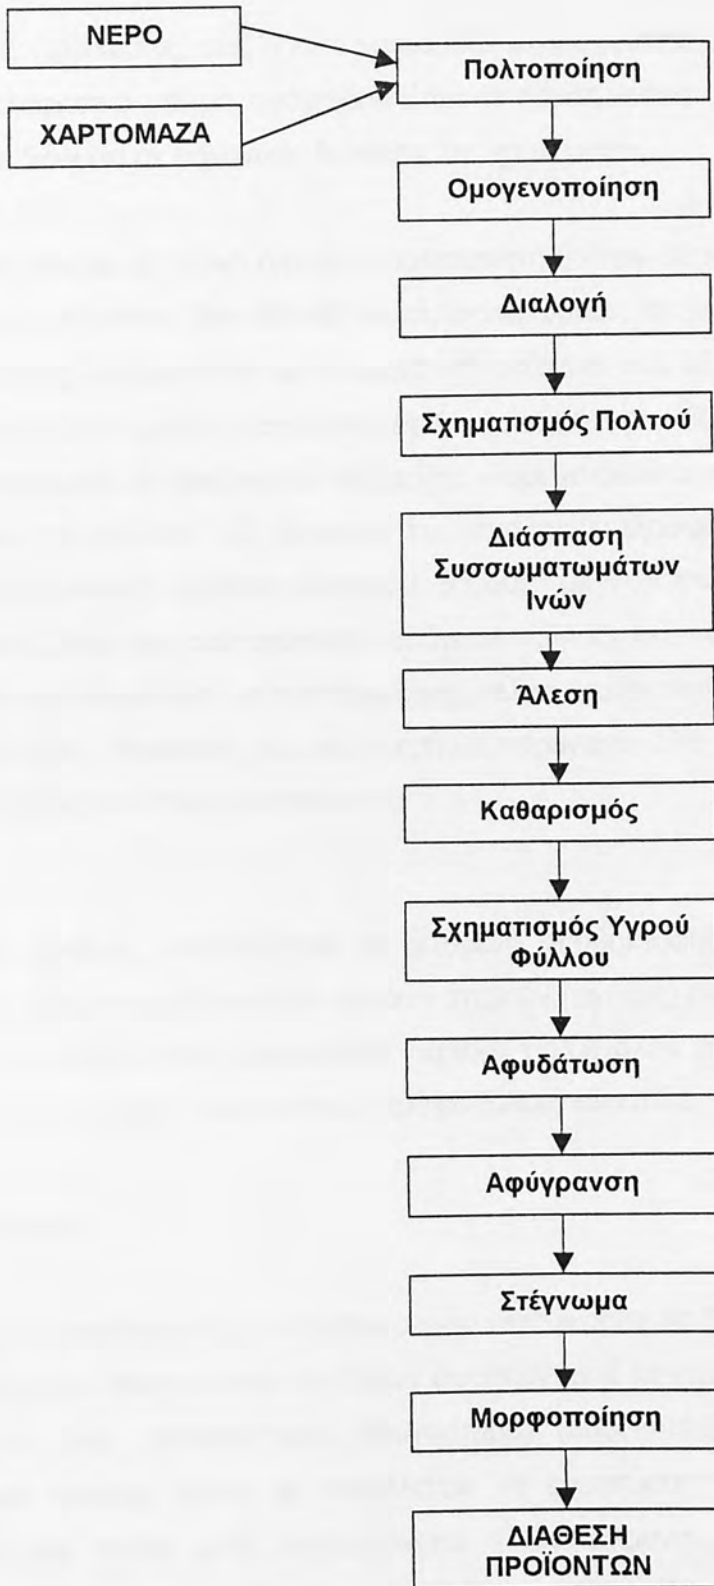 ΝΕΡΟ
ΧΑΡΤΟΜΑΖΑ
Πολτοποίηση
Ομογενοποίηση
Διαλογή
Σχηματισμός Πολτού
Διάσπαση
Συσσωματωμάτων
Ινών
Άλεση
Καθαρισμός
Σχηματισμός Υγρού
Φύλλου
Αφυδάτωση
Αφύγρανση
Στέγνωμα
Μορφοποίηση
ΔΙΑΘΕΣΗ
ΠΡΟΪΟΝΤΩΝ